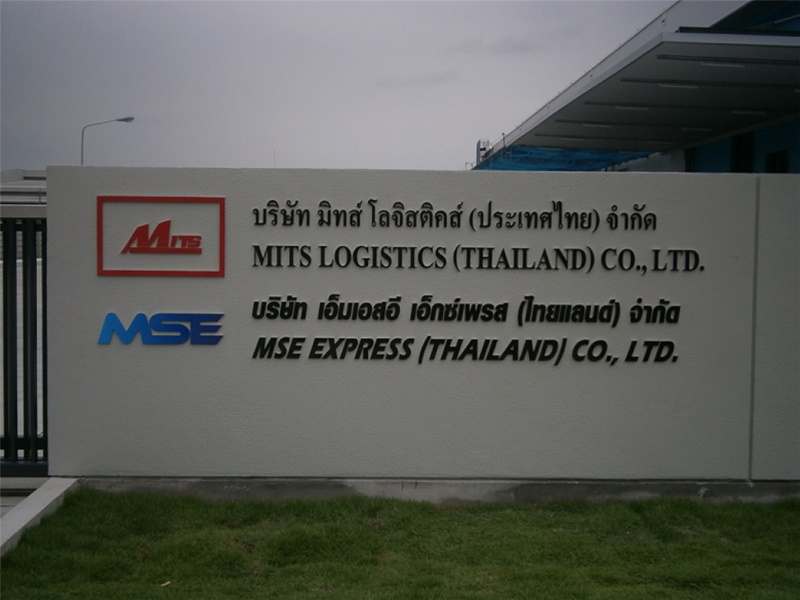 MITS
บริษัท มิทส์ โลจิสติคส์ (ประเทศไทย) จำกัด
MITS LOGISTICS (THAILAND) CO., LTD.
MSE
บริษัท เอ็มเอสอี เอ็กซ์เพรส (ไทยแลนด์) จำกัด
MSE EXPRESS (THAILAND) CO., LTD.